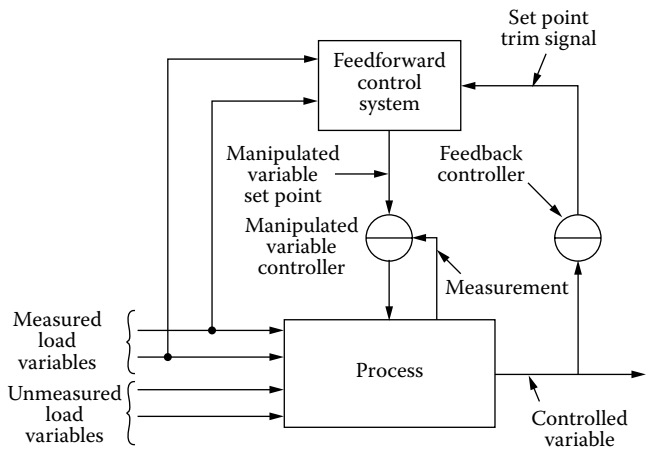 Set point
trim signal
Feedforward
control
system
Manipulated
variable
set point
Feedback
controller
Manipulated
variable
controller
Measurement
Measured
load
variables
Process
Unmeasured
load
variables
Controlled
variable